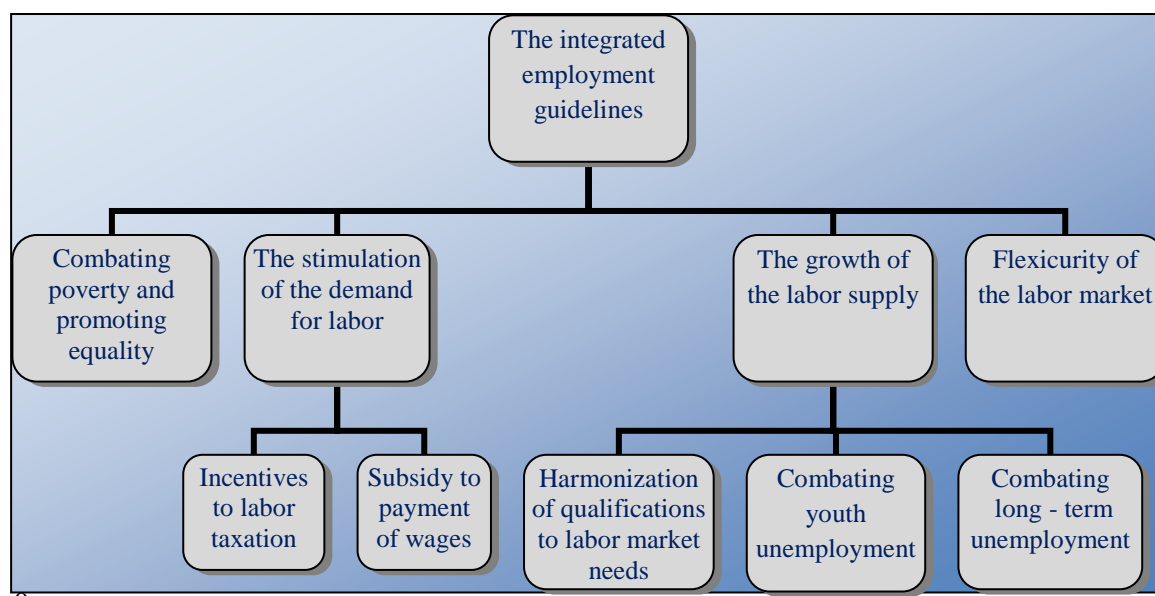 The integrated
employment
guidelines
Combating
poverty and
promoting
equality
The stimulation
of the demand
for labor
The growth of
the labor supply
Flexicurity of
the labor market
Incentives
to labor
taxation
Subsidy to
payment
of wages
Harmonization
of qualifications
to labor market
needs
Combating
youth
unemployment
Combating
long - term
unemployment